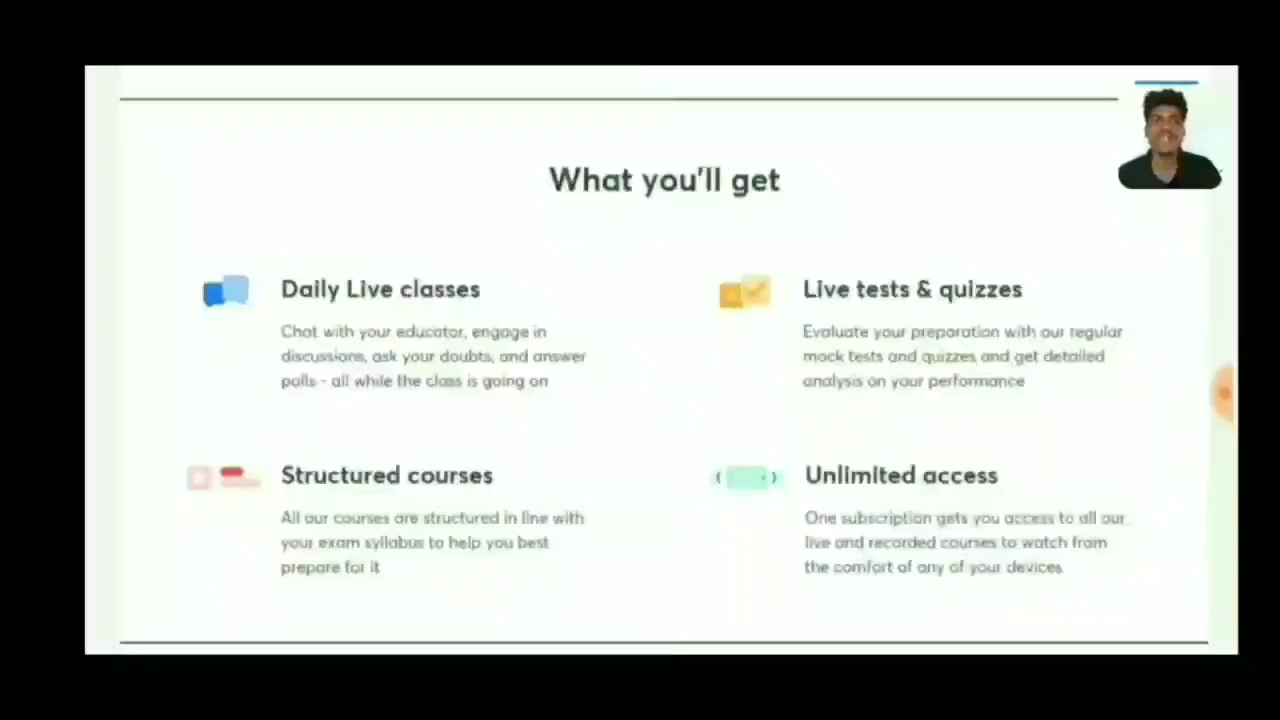 What you'll get
Daily Live classes
Chat with your educator, engage in
discussions, ask your doubts, and answer
polls - all while the class is going on
Live tests & quizzes
Evaluate your preparation with our regular
mock tests and quizzes and get detailed
analysis on your performance
Structured courses
All our courses are structured in line with
your exam syllabus to help you best
prepare for it
Unlimited access
One subscription gets you access to all our
live and recorded courses to watch from
the comfort of any of your devices